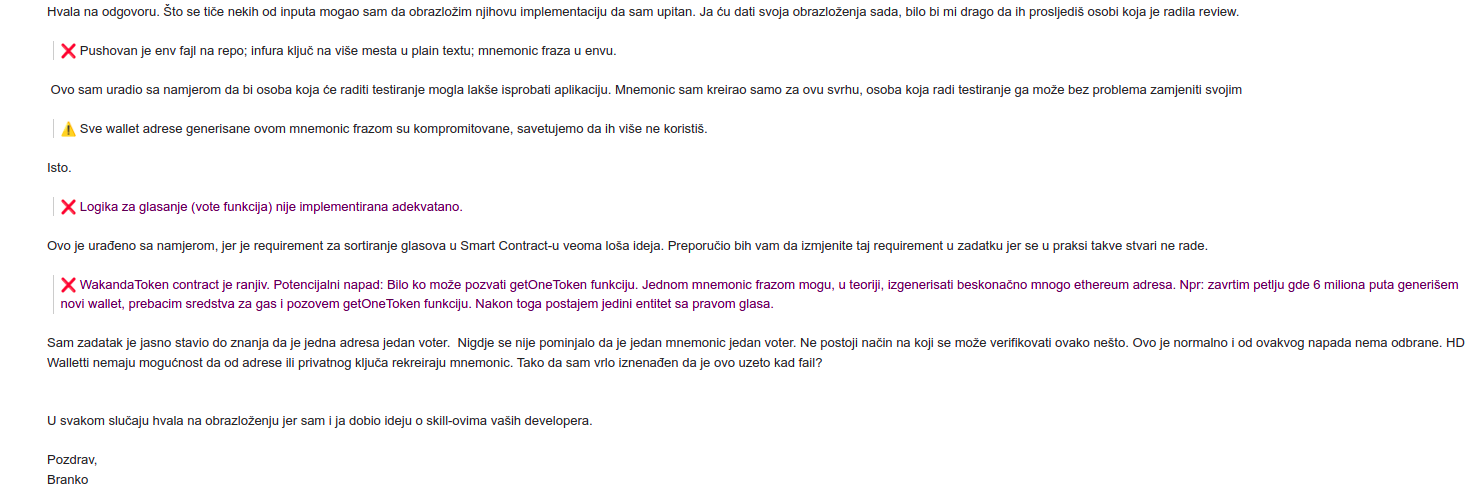 Hvala na odgovoru. Što se tiče nekih od inputa mogao sam da obrazložim njihovu implementaciju da sam upitan. Ja ću dati svoja obrazloženja sada, bilo bi mi drago da ih prosljediš osobi koja je radila review.
❌ Pushovan je env fajl na repo; infura ključ na više mesta u plain textu; mnemonic fraza u envu.
Ovo sam uradio sa namjerom da bi osoba koja će raditi testiranje mogla lakše isprobati aplikaciju. Mnemonic sam kreirao samo za ovu svrhu, osoba koja radi testiranje ga može bez problema zamjeniti svojim
⚠️ Sve wallet adrese generisane ovom mnemonic frazom su kompromitovane, savetujemo da ih više ne koristiš.
Isto.
❌ Logika za glasanje (vote funkcija) nije implementirana adekvatano.
Ovo je urađeno sa namjerom, jer je requirement za sortiranje glasova u Smart Contract-u veoma loša ideja. Preporučio bih vam da izmjenite taj requirement u zadatku jer se u praksi takve stvari ne rade.
❌ WakandaToken contract je ranjiv. Potencijalni napad: Bilo ko može pozvati getOneToken funkciju. Jednom mnemonic frazom mogu, u teoriji, izgenerisati beskonačno mnogo ethereum adresa. Npr: zavrtim petlju gde 6 miliona puta generišem
novi wallet, prebacim sredstva za gas i pozovem getOneToken funkciju. Nakon toga postajem jedini entitet sa pravom glasa.
Sam zadatak je jasno stavio do znanja da je jedna adresa jedan voter.  Nigdje se nije pominjalo da je jedan mnemonic jedan voter. Ne postoji način na koji se može verifikovati ovako nešto. Ovo je normalno i od ovakvog napada nema odbrane. HD
Walletti nemaju mogućnost da od adrese ili privatnog ključa rekreiraju mnemonic. Tako da sam vrlo iznenađen da je ovo uzeto kad fail?
U svakom slučaju hvala na obrazloženju jer sam i ja dobio ideju o skill-ovima vaših developera.
Pozdrav,
Branko